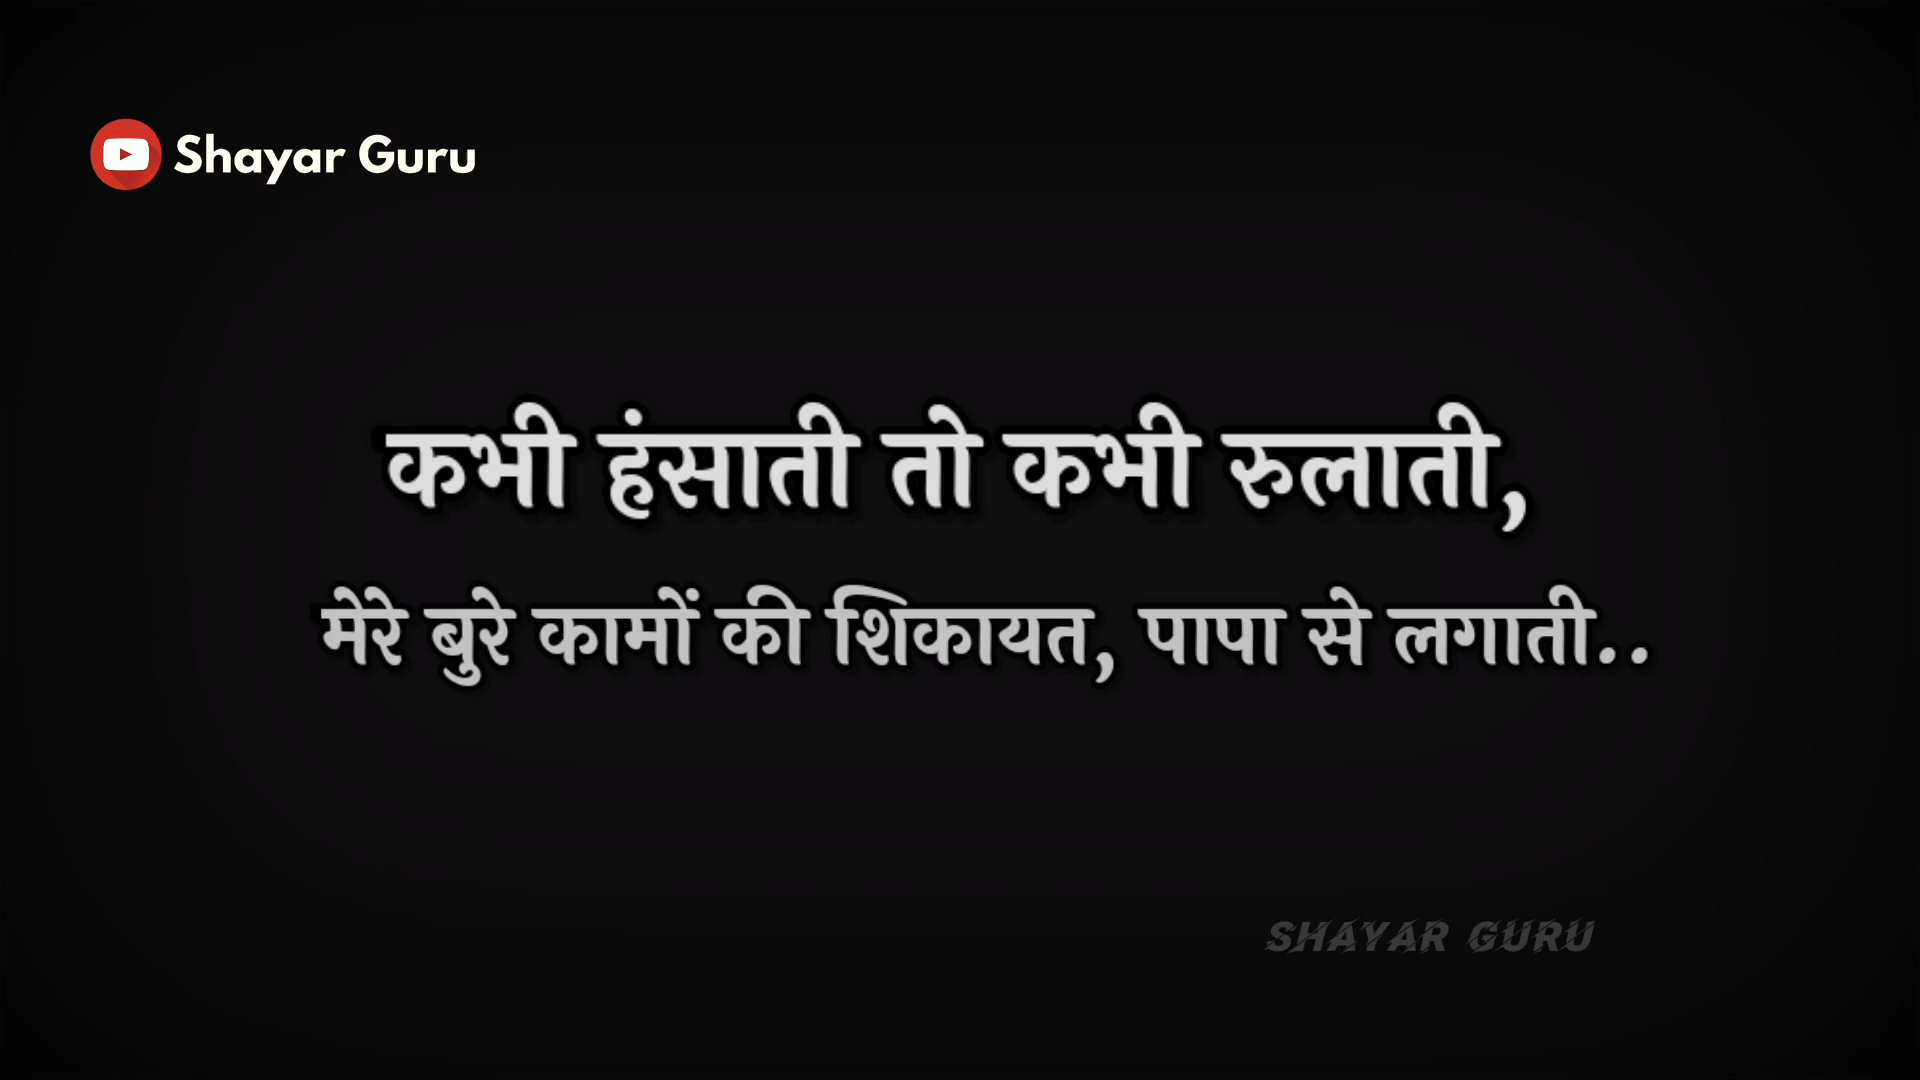 Shayar Guru
कभी हंसाती तो कभी रुलाती,
मेरे बुरे कामों की शिकायत, पापा से लगाती..
SHAYAR GURU